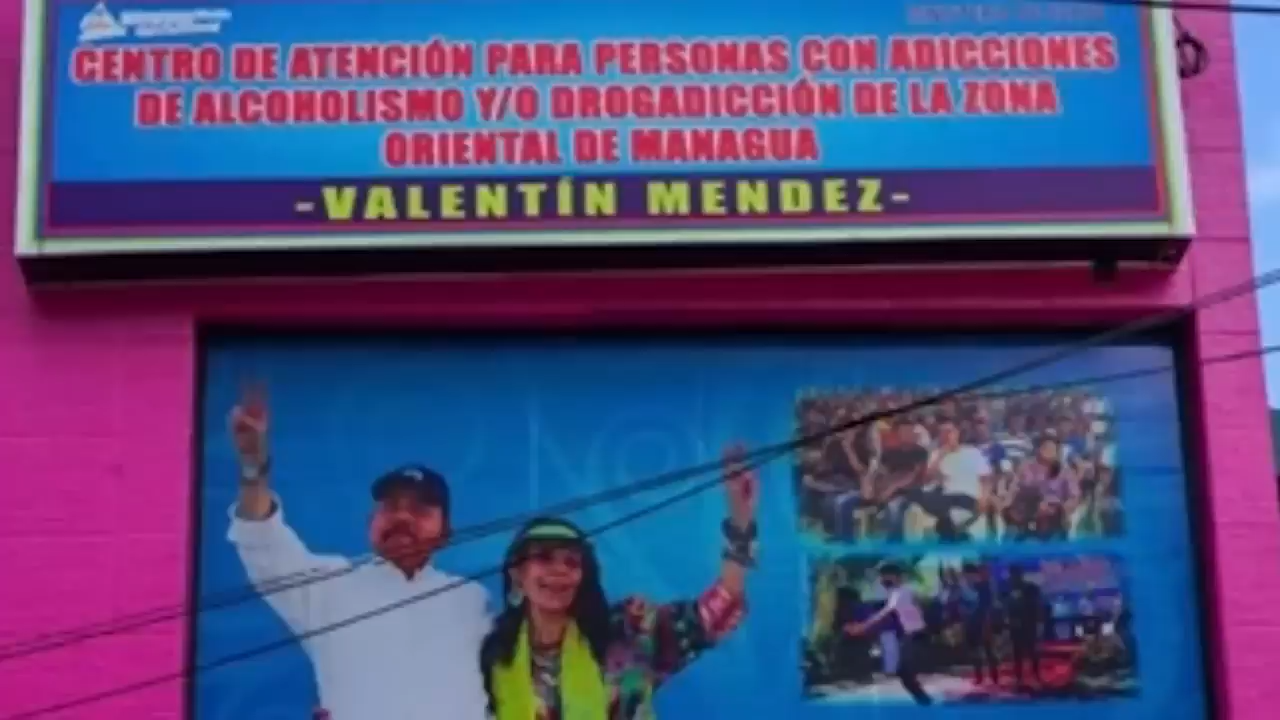 CENTRO DE ATENCIÓN PARA PERSONAS CON ADICCIONES
DE ALCOHOLISMO Y/O DROGADICCIÓN DE LA ZONA
ORIENTAL DE MANAGUA
-VALENTÍN MENDEZ-